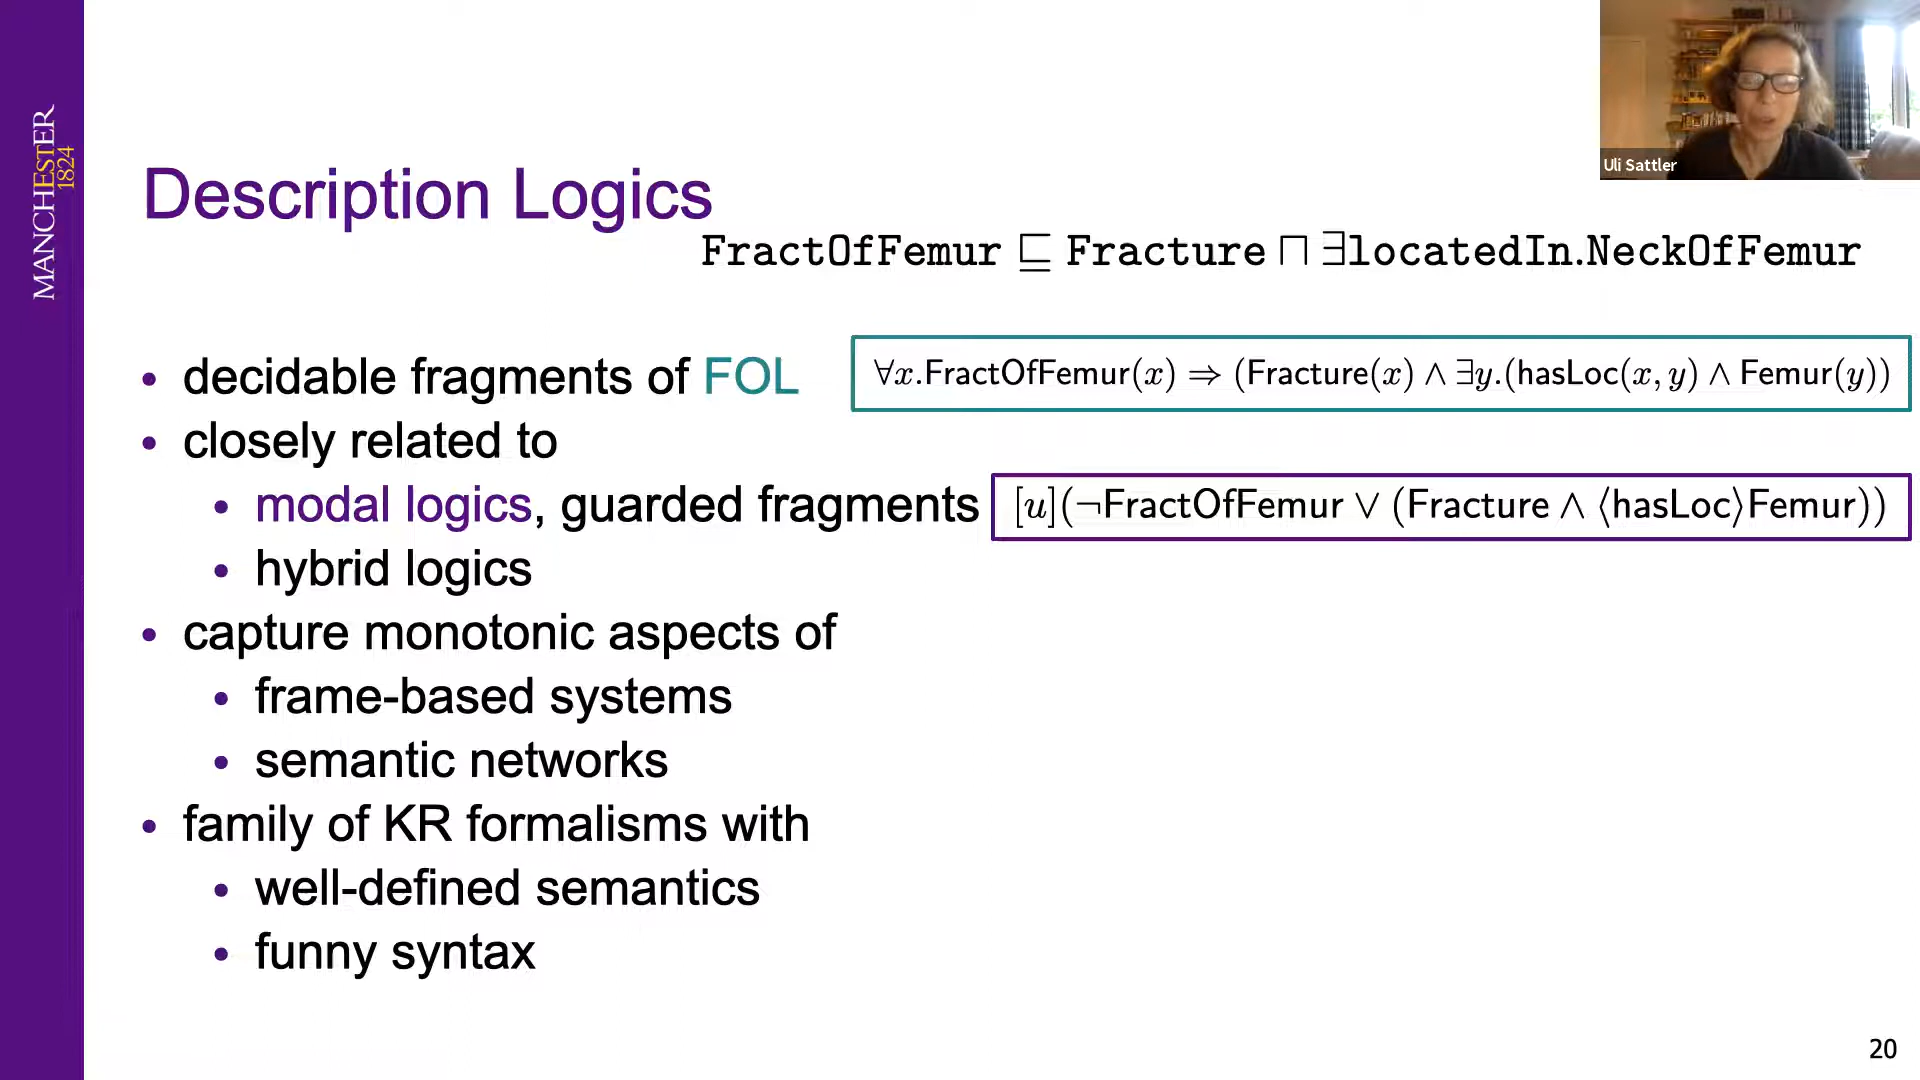 MANCHESTER
1824
Uli Sattler
Description Logics
FractOfFemur ⊑ Fracture ⊓ ∃locatedIn.NeckOfFemur
• decidable fragments of FOL
∀x.FractOfFemur(x) ⇒ (Fracture(x) ∧ ∃y.(hasLoc(x, y) ∧ Femur(y))
• closely related to
• modal logics, guarded fragments
[u](¬FractOfFemur ∨ (Fracture ∧ ⟨hasLoc⟩Femur))
• hybrid logics
• capture monotonic aspects of
• frame-based systems
• semantic networks
• family of KR formalisms with
• well-defined semantics
• funny syntax
20